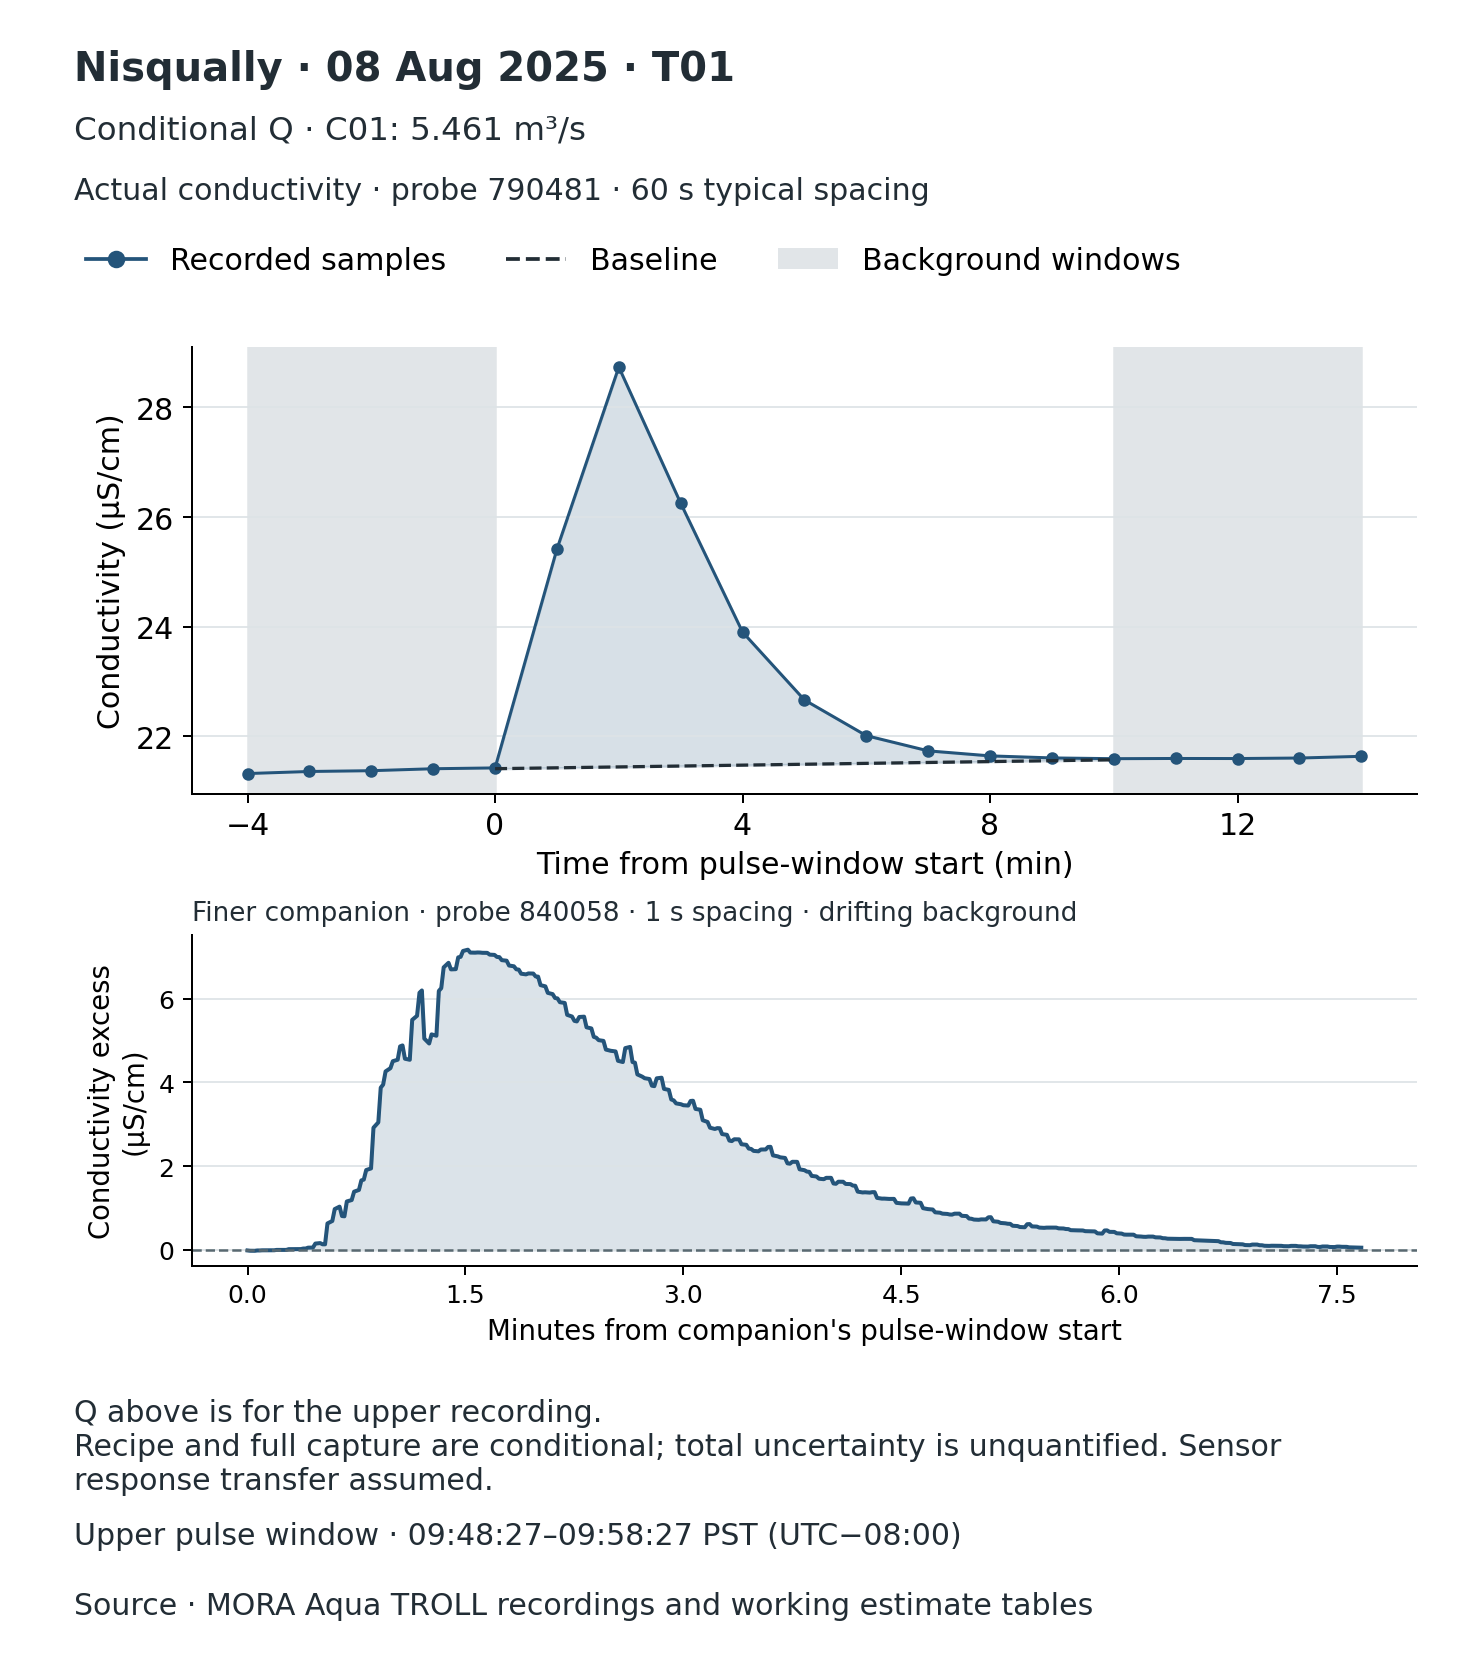 Nisqually · 08 Aug 2025 · T01
Conditional Q · C01: 5.461 m³/s
Actual conductivity · probe 790481 · 60 s typical spacing
Recorded samples Baseline Background windows
Conductivity (µS/cm)
28
26
24
22
−4 0 4 8 12
Time from pulse-window start (min)
Finer companion · probe 840058 · 1 s spacing · drifting background
Conductivity excess
(µS/cm)
6
4
2
0
0.0 1.5 3.0 4.5 6.0 7.5
Minutes from companion's pulse-window start
Q above is for the upper recording.
Recipe and full capture are conditional; total uncertainty is unquantified. Sensor
response transfer assumed.
Upper pulse window · 09:48:27–09:58:27 PST (UTC−08:00)
Source · MORA Aqua TROLL recordings and working estimate tables